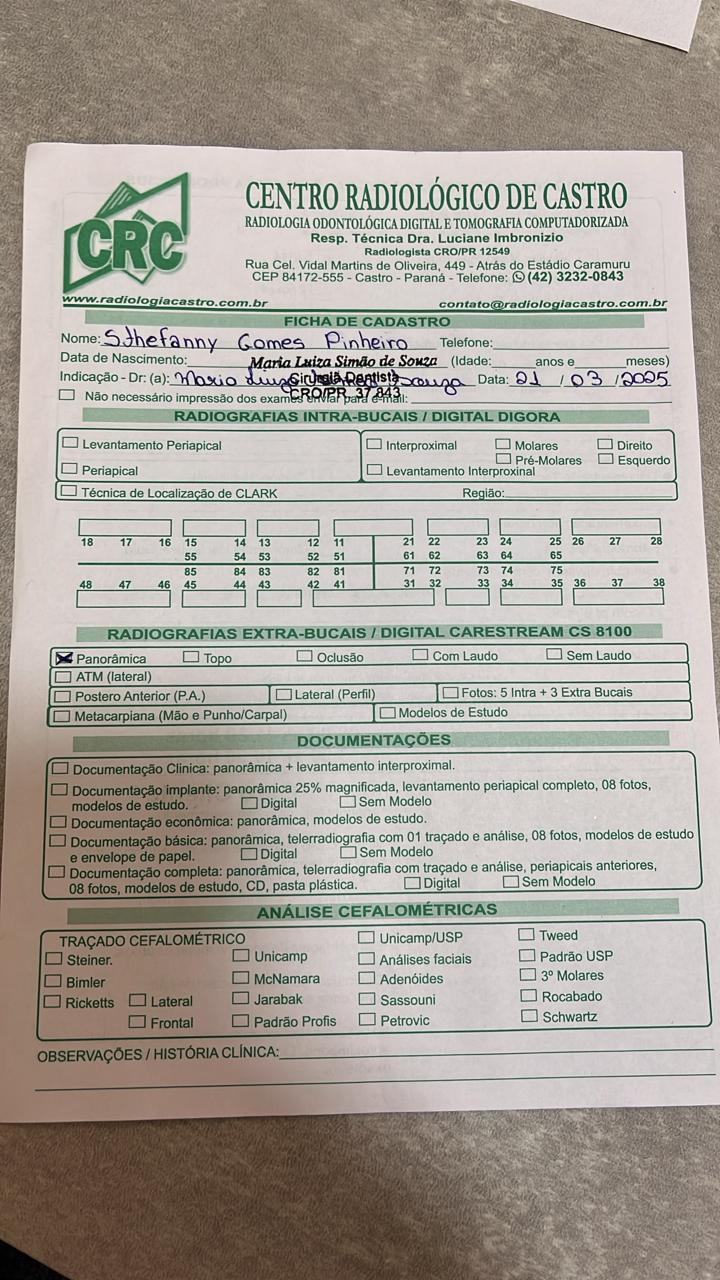 CRC
CENTRO RADIOLÓGICO DE CASTRO
RADIOLOGIA ODONTOLÓGICA DIGITAL E TOMOGRAFIA COMPUTADORIZADA
Resp. Técnica Dra. Luciane Imbronizio
Radiologista CRO/PR 12549
Rua Cel. Vidal Martins de Oliveira, 449 - Atrás do Estádio Caramuru
CEP 84172-555 - Castro - Paraná - Telefone: (42) 3232-0843
www.radiologiacastro.com.br contato@radiologiacastro.com.br
FICHA DE CADASTRO
Nome: Sthefanny Gomes Pinheiro Telefone:
Data de Nascimento: Maria Luiza Simão de Souza (Idade: anos e meses)
Cirurgiã Dentista
Indicação - Dr: (a): Maria Luiza Souza Data: 21 / 03 / 2025
CRO/PR 37.843
Não necessário impressão dos exames enviar para e-mail:
RADIOGRAFIAS INTRA-BUCAIS / DIGITAL DIGORA
Levantamento Periapical Interproximal Molares Direito
Pré-Molares Esquerdo
Periapical Levantamento Interproximal
Técnica de Localização de CLARK Região:
18 17 16 15 14 13 12 11 21 22 23 24 25 26 27 28
55 54 53 52 51 61 62 63 64 65
85 84 83 82 81 71 72 73 74 75
48 47 46 45 44 43 42 41 31 32 33 34 35 36 37 38
RADIOGRAFIAS EXTRA-BUCAIS / DIGITAL CARESTREAM CS 8100
Panorâmica Topo Oclusão Com Laudo Sem Laudo
ATM (lateral)
Postero Anterior (P.A.) Lateral (Perfil) Fotos: 5 Intra + 3 Extra Bucais
Metacarpiana (Mão e Punho/Carpal) Modelos de Estudo
DOCUMENTAÇÕES
Documentação Clinica: panorâmica + levantamento interproximal.
Documentação implante: panorâmica 25% magnificada, levantamento periapical completo, 08 fotos,
modelos de estudo. Digital Sem Modelo
Documentação econômica: panorâmica, modelos de estudo.
Documentação básica: panorâmica, telerradiografia com 01 traçado e análise, 08 fotos, modelos de estudo
e envelope de papel. Digital Sem Modelo
Documentação completa: panorâmica, telerradiografia com traçado e análise, periapicais anteriores,
08 fotos, modelos de estudo, CD, pasta plástica. Digital Sem Modelo
ANÁLISE CEFALOMÉTRICAS
TRAÇADO CEFALOMÉTRICO Unicamp/USP Tweed
Steiner. Unicamp Análises faciais Padrão USP
Bimler McNamara Adenóides 3º Molares
Ricketts Lateral Jarabak Sassouni Rocabado
Frontal Padrão Profis Petrovic Schwartz
OBSERVAÇÕES / HISTÓRIA CLÍNICA: